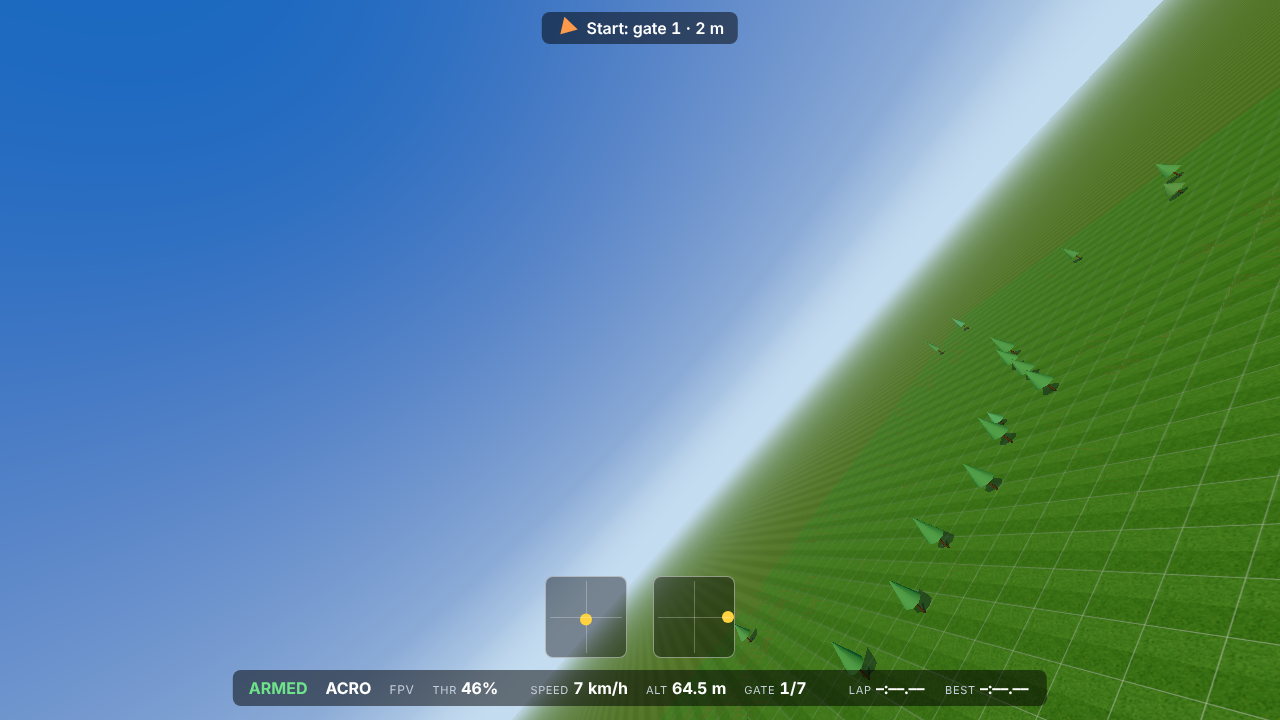 Start: gate 1 · 2 m
ARMED ACRO FPV THR 46% SPEED 7 km/h ALT 64.5 m GATE 1/7 LAP –:––.–– BEST –:––.––